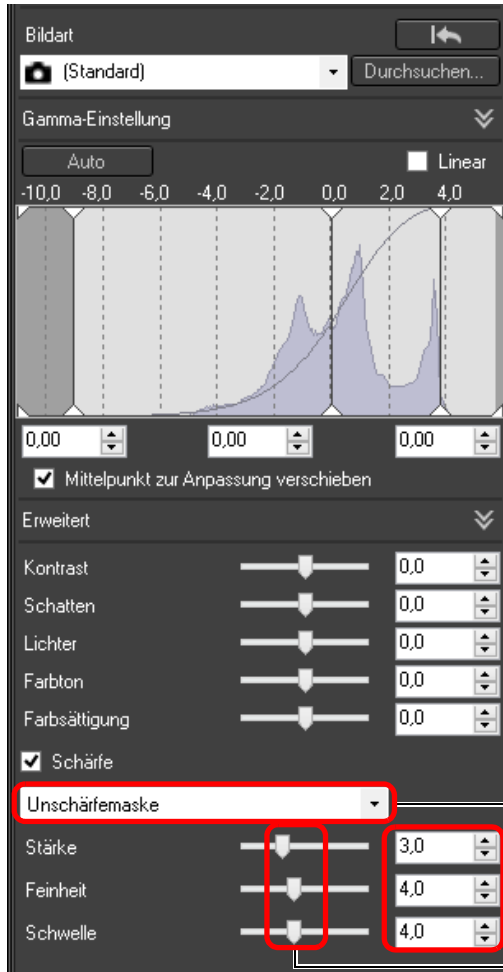 Bildart
(Standard) Durchsuchen...
Gamma-Einstellung
Auto Linear
-10,0 -8,0 -6,0 -4,0 -2,0 0,0 2,0 4,0
0,00 0,00 0,00
Mittelpunkt zur Anpassung verschieben
Erweitert
Kontrast 0,0
Schatten 0,0
Lichter 0,0
Farbton 0,0
Farbsättigung 0,0
Schärfe
Unschärfemaske
Stärke 3,0
Feinheit 4,0
Schwelle 4,0